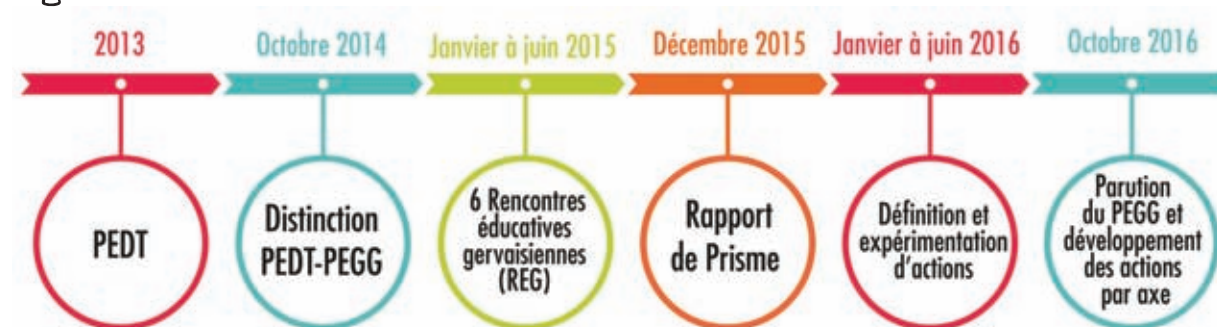 2013
Octobre 2014
Janvier à juin 2015
Décembre 2015
Janvier à juin 2016
Octobre 2016
PEDT
Distinction
PEDT-PEGG
6 Rencontres
éducatives
gervaisiennes
(REG)
Rapport
de Prisme
Définition et
expérimentation
d'actions
Parution
du PEGG et
développement
des actions
par axe